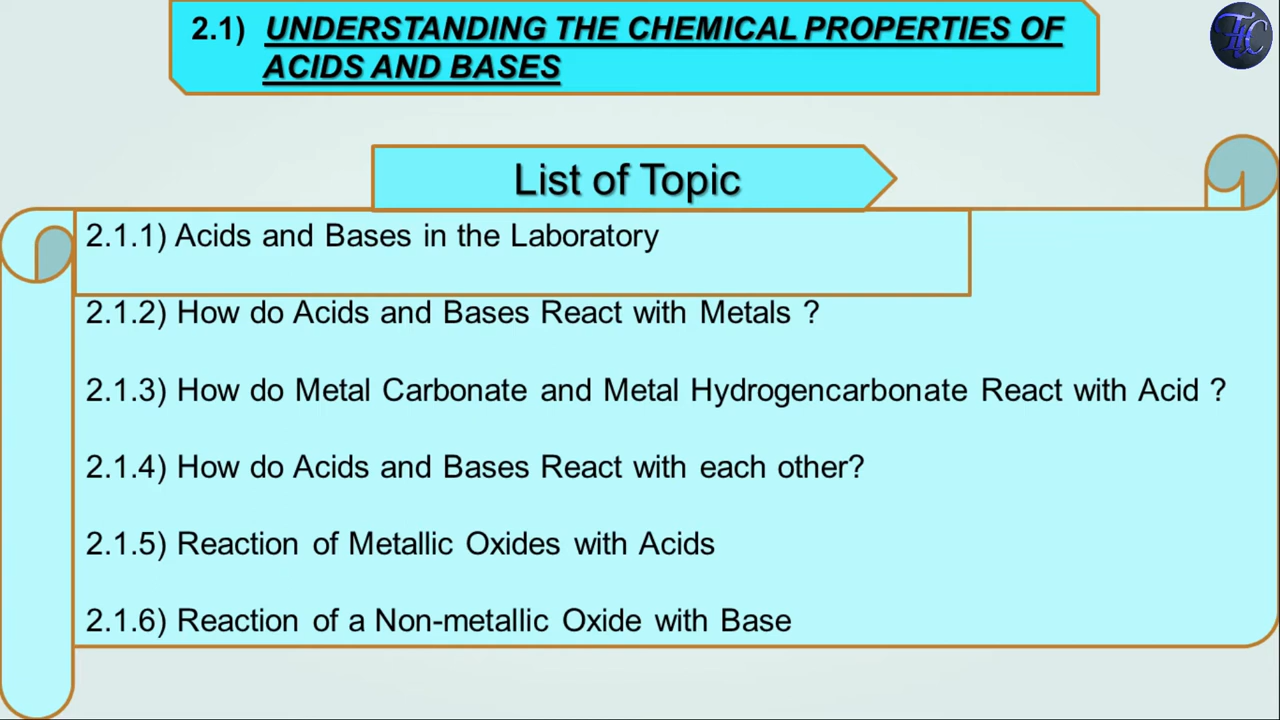 2.1) UNDERSTANDING THE CHEMICAL PROPERTIES OF
ACIDS AND BASES
List of Topic
2.1.1) Acids and Bases in the Laboratory
2.1.2) How do Acids and Bases React with Metals ?
2.1.3) How do Metal Carbonate and Metal Hydrogencarbonate React with Acid ?
2.1.4) How do Acids and Bases React with each other?
2.1.5) Reaction of Metallic Oxides with Acids
2.1.6) Reaction of a Non-metallic Oxide with Base